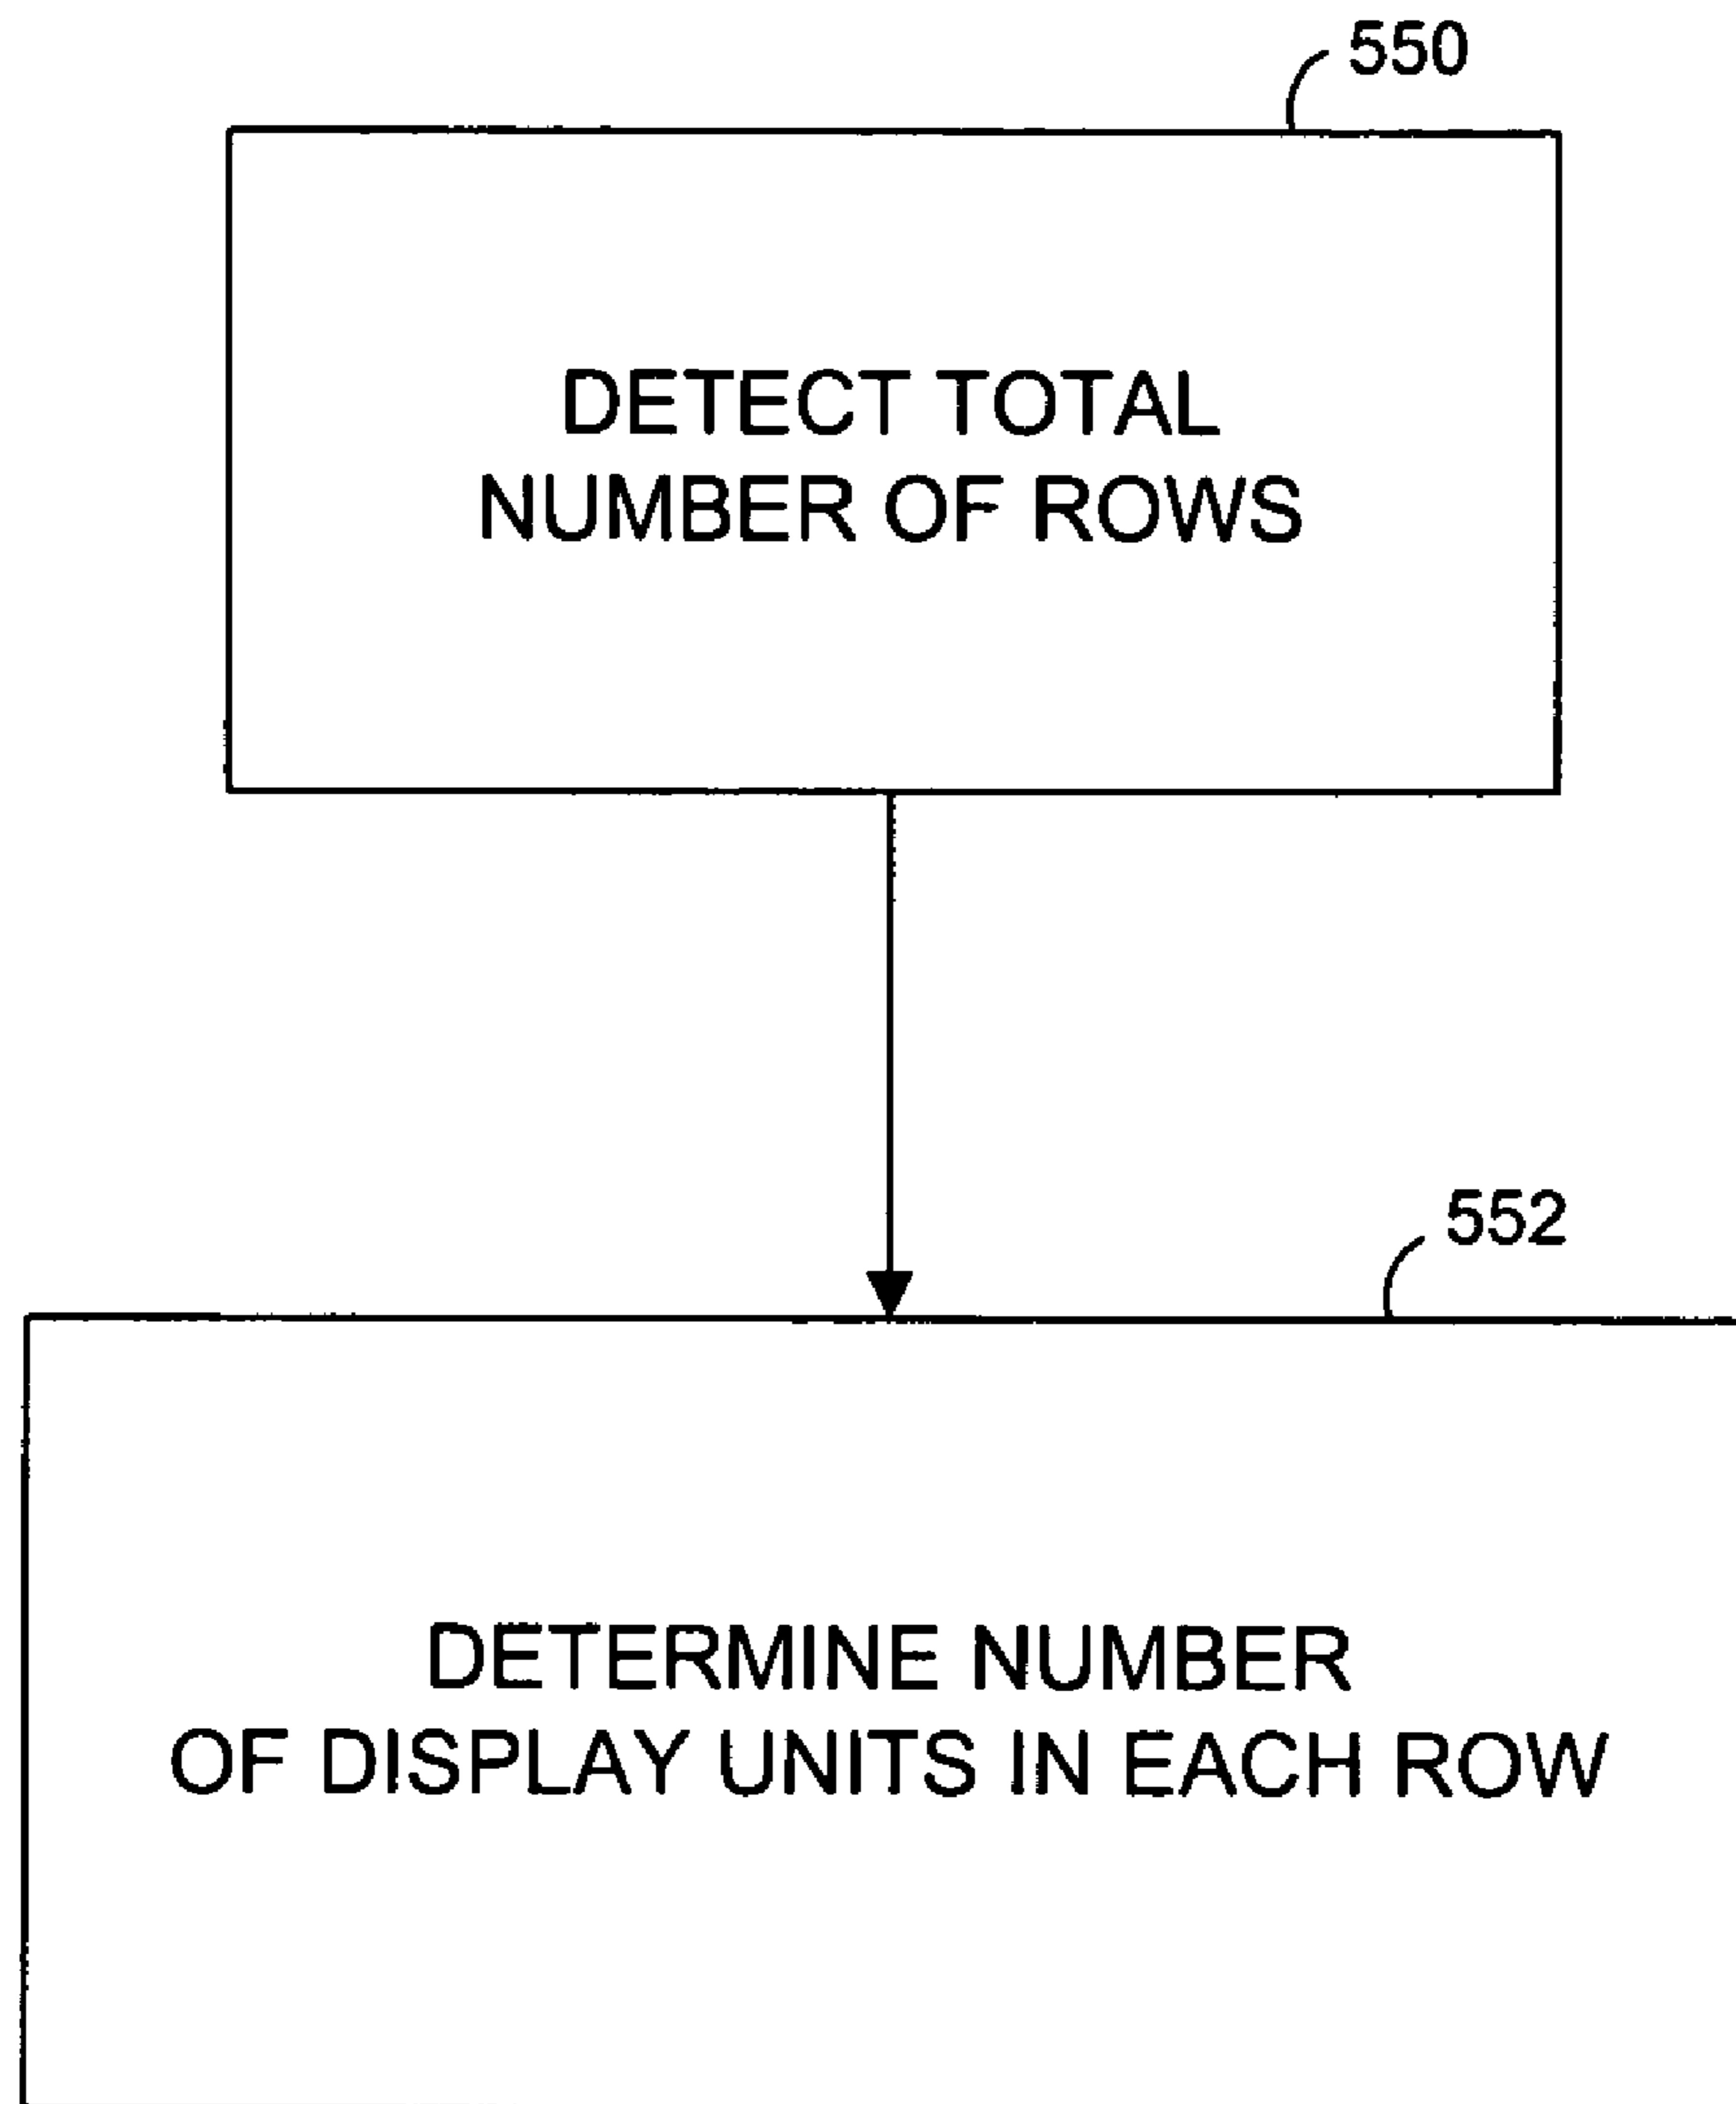 550
DETECT TOTAL
NUMBER OF ROWS
552
DETERMINE NUMBER
OF DISPLAY UNITS IN EACH ROW